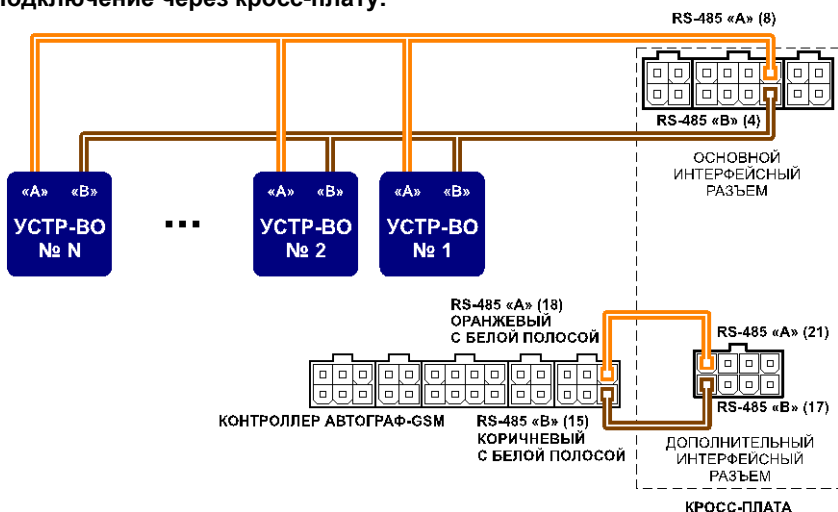 подключение через кросс-плату:
RS-485 «А» (8)
RS-485 «В» (4)
ОСНОВНОЙ
ИНТЕРФЕЙСНЫЙ
РАЗЪЕМ
«А» «В»
УСТР-ВО
№ N
...
«А» «В»
УСТР-ВО
№ 2
«А» «В»
УСТР-ВО
№ 1
RS-485 «А» (18)
ОРАНЖЕВЫЙ
С БЕЛОЙ ПОЛОСОЙ
RS-485 «А» (21)
КОНТРОЛЛЕР АВТОГРАФ-GSM
RS-485 «В» (15)
КОРИЧНЕВЫЙ
С БЕЛОЙ ПОЛОСОЙ
RS-485 «В» (17)
ДОПОЛНИТЕЛЬНЫЙ
ИНТЕРФЕЙСНЫЙ
РАЗЪЕМ
КРОСС-ПЛАТА